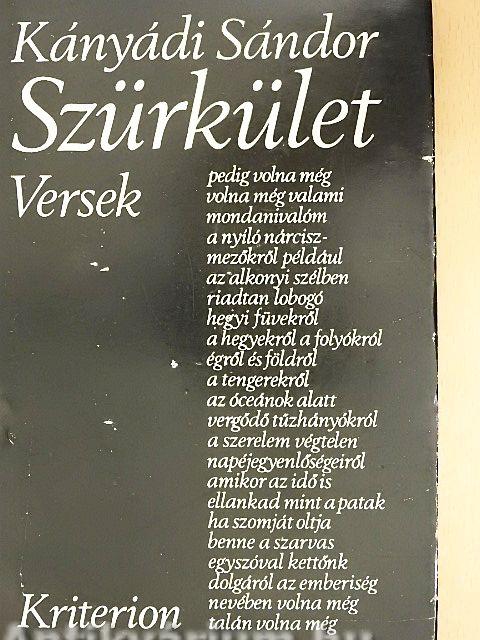 Kányádi Sándor
Szürkület
Versek
pedig volna még
volna még valami
mondanivalóm
a nyíló nárcisz-
mezőkről például
az alkonyi szélben
riadtan lobogó
hegyi füvekről
a hegyekről a folyókról
égről és földről
a tengerekről
az óceánok alatt
vergődő tűzhányókról
a szerelem végtelen
napéjegyenlőségeiről
amikor az idő is
ellankad mint a patak
ha szomját oltja
benne a szarvas
egyszóval kettőnk
dolgáról az emberiség
nevében volna még
talán volna még
Kriterion